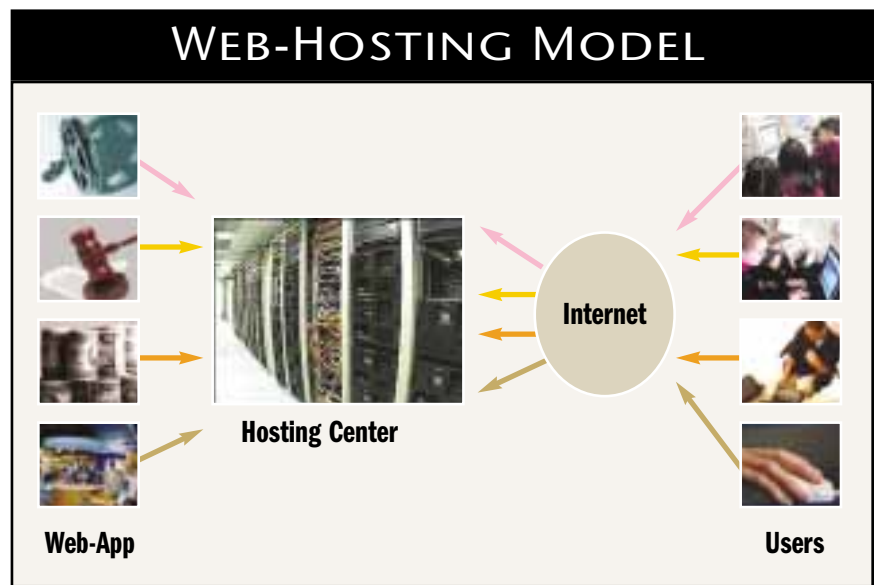 WEB-HOSTING MODEL
Internet
Hosting Center
Web-App
Users